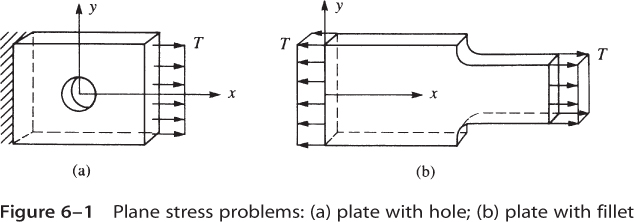 y
T
x
(a)
y
T
T
x
(b)
Figure 6–1 Plane stress problems: (a) plate with hole; (b) plate with fillet